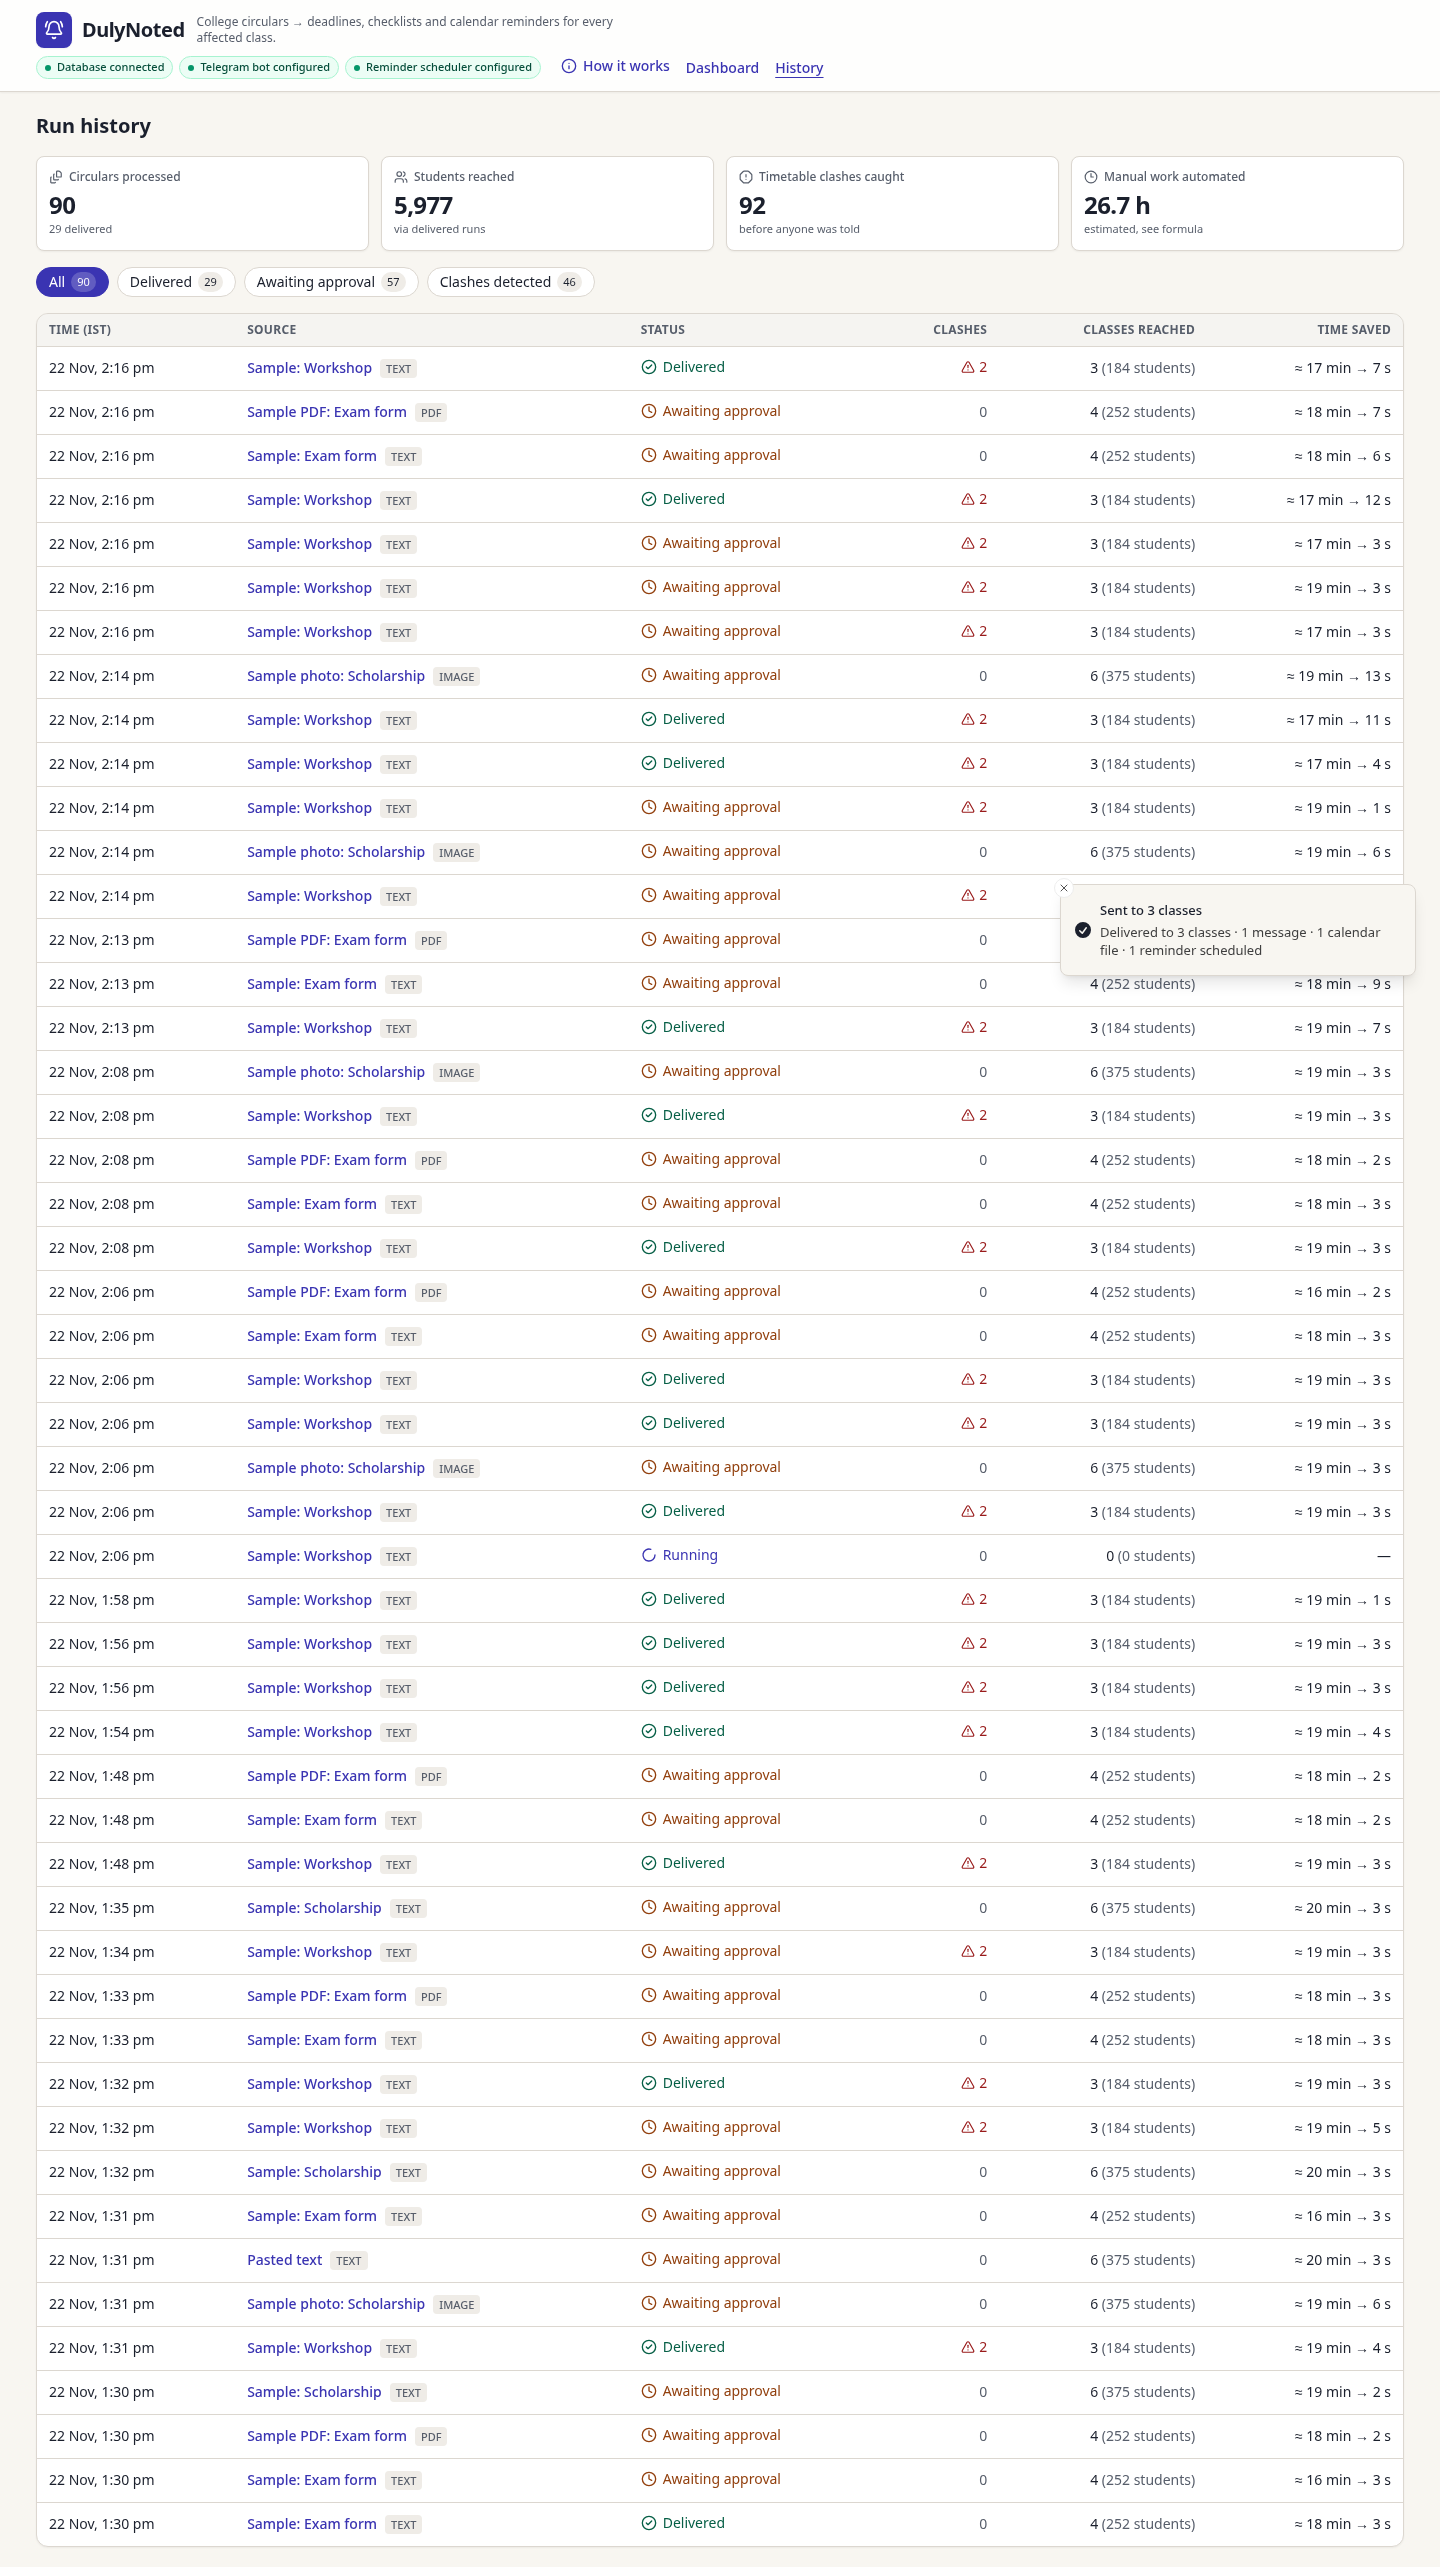 DulyNoted
College circulars → deadlines, checklists and calendar reminders for every
affected class.
Database connected Telegram bot configured Reminder scheduler configured How it works Dashboard History
Run history
Circulars processed Students reached Timetable clashes caught Manual work automated
90 5,977 92 26.7 h
29 delivered via delivered runs before anyone was told estimated, see formula
All 90 Delivered 29 Awaiting approval 57 Clashes detected 46
TIME (IST) SOURCE STATUS CLASHES CLASSES REACHED TIME SAVED
22 Nov, 2:16 pm Sample: Workshop TEXT Delivered 2 3 (184 students) ≈ 17 min → 7 s
22 Nov, 2:16 pm Sample PDF: Exam form PDF Awaiting approval 0 4 (252 students) ≈ 18 min → 7 s
22 Nov, 2:16 pm Sample: Exam form TEXT Awaiting approval 0 4 (252 students) ≈ 18 min → 6 s
22 Nov, 2:16 pm Sample: Workshop TEXT Delivered 2 3 (184 students) ≈ 17 min → 12 s
22 Nov, 2:16 pm Sample: Workshop TEXT Awaiting approval 2 3 (184 students) ≈ 17 min → 3 s
22 Nov, 2:16 pm Sample: Workshop TEXT Awaiting approval 2 3 (184 students) ≈ 19 min → 3 s
22 Nov, 2:16 pm Sample: Workshop TEXT Awaiting approval 2 3 (184 students) ≈ 17 min → 3 s
22 Nov, 2:14 pm Sample photo: Scholarship IMAGE Awaiting approval 0 6 (375 students) ≈ 19 min → 13 s
22 Nov, 2:14 pm Sample: Workshop TEXT Delivered 2 3 (184 students) ≈ 17 min → 11 s
22 Nov, 2:14 pm Sample: Workshop TEXT Delivered 2 3 (184 students) ≈ 17 min → 4 s
22 Nov, 2:14 pm Sample: Workshop TEXT Awaiting approval 2 3 (184 students) ≈ 19 min → 1 s
22 Nov, 2:14 pm Sample photo: Scholarship IMAGE Awaiting approval 0 6 (375 students) ≈ 19 min → 6 s
22 Nov, 2:14 pm Sample: Workshop TEXT Awaiting approval 2
Sent to 3 classes
Delivered to 3 classes · 1 message · 1 calendar
file · 1 reminder scheduled
22 Nov, 2:13 pm Sample PDF: Exam form PDF Awaiting approval 0
22 Nov, 2:13 pm Sample: Exam form TEXT Awaiting approval 0 4 (252 students) ≈ 18 min → 9 s
22 Nov, 2:13 pm Sample: Workshop TEXT Delivered 2 3 (184 students) ≈ 19 min → 7 s
22 Nov, 2:08 pm Sample photo: Scholarship IMAGE Awaiting approval 0 6 (375 students) ≈ 19 min → 3 s
22 Nov, 2:08 pm Sample: Workshop TEXT Delivered 2 3 (184 students) ≈ 19 min → 3 s
22 Nov, 2:08 pm Sample PDF: Exam form PDF Awaiting approval 0 4 (252 students) ≈ 18 min → 2 s
22 Nov, 2:08 pm Sample: Exam form TEXT Awaiting approval 0 4 (252 students) ≈ 18 min → 3 s
22 Nov, 2:08 pm Sample: Workshop TEXT Delivered 2 3 (184 students) ≈ 19 min → 3 s
22 Nov, 2:06 pm Sample PDF: Exam form PDF Awaiting approval 0 4 (252 students) ≈ 16 min → 2 s
22 Nov, 2:06 pm Sample: Exam form TEXT Awaiting approval 0 4 (252 students) ≈ 18 min → 3 s
22 Nov, 2:06 pm Sample: Workshop TEXT Delivered 2 3 (184 students) ≈ 19 min → 3 s
22 Nov, 2:06 pm Sample: Workshop TEXT Delivered 2 3 (184 students) ≈ 19 min → 3 s
22 Nov, 2:06 pm Sample photo: Scholarship IMAGE Awaiting approval 0 6 (375 students) ≈ 19 min → 3 s
22 Nov, 2:06 pm Sample: Workshop TEXT Delivered 2 3 (184 students) ≈ 19 min → 3 s
22 Nov, 2:06 pm Sample: Workshop TEXT Running 0 0 (0 students) —
22 Nov, 1:58 pm Sample: Workshop TEXT Delivered 2 3 (184 students) ≈ 19 min → 1 s
22 Nov, 1:56 pm Sample: Workshop TEXT Delivered 2 3 (184 students) ≈ 19 min → 3 s
22 Nov, 1:56 pm Sample: Workshop TEXT Delivered 2 3 (184 students) ≈ 19 min → 3 s
22 Nov, 1:54 pm Sample: Workshop TEXT Delivered 2 3 (184 students) ≈ 19 min → 4 s
22 Nov, 1:48 pm Sample PDF: Exam form PDF Awaiting approval 0 4 (252 students) ≈ 18 min → 2 s
22 Nov, 1:48 pm Sample: Exam form TEXT Awaiting approval 0 4 (252 students) ≈ 18 min → 2 s
22 Nov, 1:48 pm Sample: Workshop TEXT Delivered 2 3 (184 students) ≈ 19 min → 3 s
22 Nov, 1:35 pm Sample: Scholarship TEXT Awaiting approval 0 6 (375 students) ≈ 20 min → 3 s
22 Nov, 1:34 pm Sample: Workshop TEXT Awaiting approval 2 3 (184 students) ≈ 19 min → 3 s
22 Nov, 1:33 pm Sample PDF: Exam form PDF Awaiting approval 0 4 (252 students) ≈ 18 min → 3 s
22 Nov, 1:33 pm Sample: Exam form TEXT Awaiting approval 0 4 (252 students) ≈ 18 min → 3 s
22 Nov, 1:32 pm Sample: Workshop TEXT Delivered 2 3 (184 students) ≈ 19 min → 3 s
22 Nov, 1:32 pm Sample: Workshop TEXT Awaiting approval 2 3 (184 students) ≈ 19 min → 5 s
22 Nov, 1:32 pm Sample: Scholarship TEXT Awaiting approval 0 6 (375 students) ≈ 20 min → 3 s
22 Nov, 1:31 pm Sample: Exam form TEXT Awaiting approval 0 4 (252 students) ≈ 16 min → 3 s
22 Nov, 1:31 pm Pasted text TEXT Awaiting approval 0 6 (375 students) ≈ 20 min → 3 s
22 Nov, 1:31 pm Sample photo: Scholarship IMAGE Awaiting approval 0 6 (375 students) ≈ 19 min → 6 s
22 Nov, 1:31 pm Sample: Workshop TEXT Delivered 2 3 (184 students) ≈ 19 min → 4 s
22 Nov, 1:30 pm Sample: Scholarship TEXT Awaiting approval 0 6 (375 students) ≈ 19 min → 2 s
22 Nov, 1:30 pm Sample PDF: Exam form PDF Awaiting approval 0 4 (252 students) ≈ 18 min → 2 s
22 Nov, 1:30 pm Sample: Exam form TEXT Awaiting approval 0 4 (252 students) ≈ 16 min → 3 s
22 Nov, 1:30 pm Sample: Exam form TEXT Delivered 0 4 (252 students) ≈ 18 min → 3 s